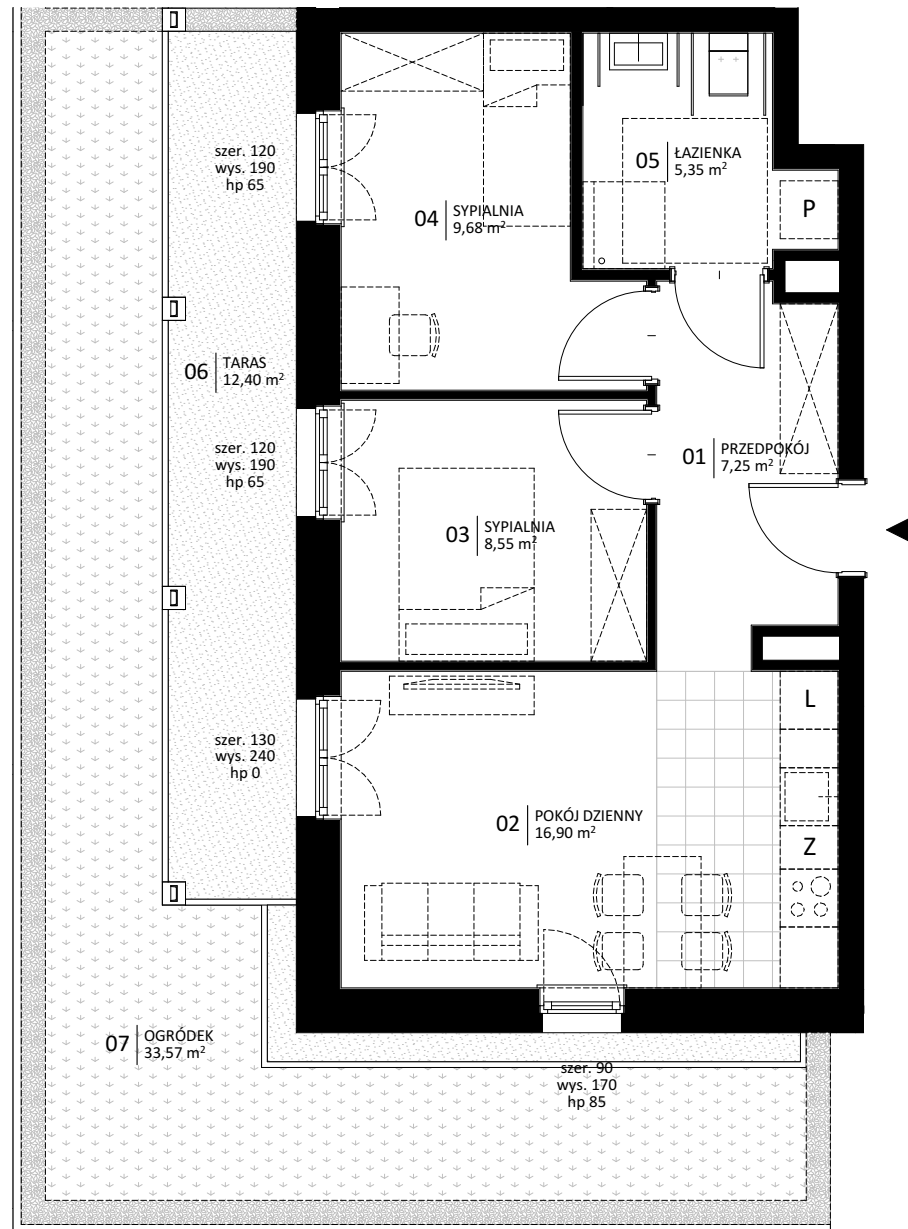 szer. 120
wys. 190
hp 65
05 ŁAZIENKA
5,35 m²
04 SYPIALNIA
9,68 m²
P
06 TARAS
12,40 m²
szer. 120
wys. 190
hp 65
01 PRZEDPOKÓJ
7,25 m²
03 SYPIALNIA
8,55 m²
L
szer. 130
wys. 240
hp 0
02 POKÓJ DZIENNY
16,90 m²
Z
07 OGRÓDEK
33,57 m²
szer. 90
wys. 170
hp 85